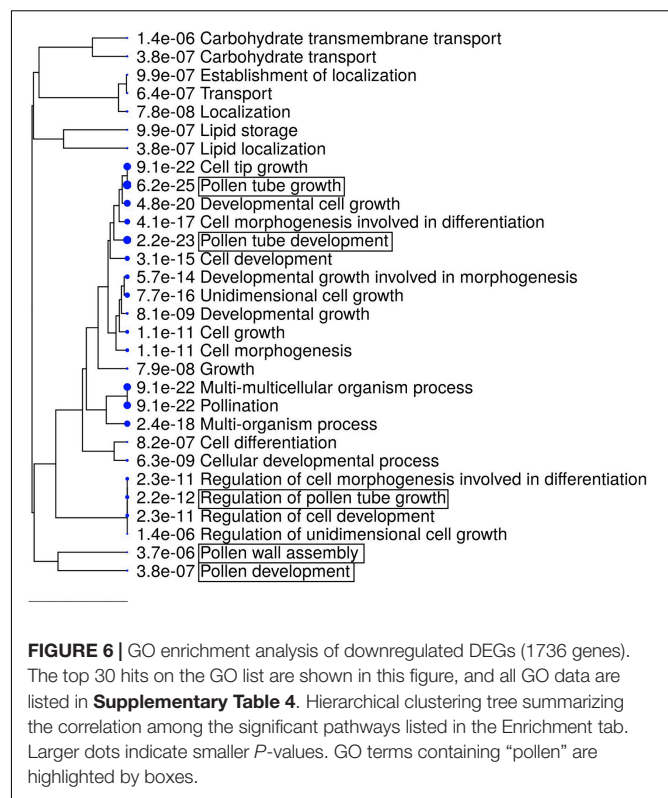 1.4e-06 Carbohydrate transmembrane transport
3.8e-07 Carbohydrate transport
9.9e-07 Establishment of localization
6.4e-07 Transport
7.8e-08 Localization
9.9e-07 Lipid storage
3.8e-07 Lipid localization
9.1e-22 Cell tip growth
6.2e-25 Pollen tube growth
4.8e-20 Developmental cell growth
4.1e-17 Cell morphogenesis involved in differentiation
2.2e-23 Pollen tube development
3.1e-15 Cell development
5.7e-14 Developmental growth involved in morphogenesis
7.7e-16 Unidimensional cell growth
8.1e-09 Developmental growth
1.1e-11 Cell growth
1.1e-11 Cell morphogenesis
7.9e-08 Growth
9.1e-22 Multi-multicellular organism process
9.1e-22 Pollination
2.4e-18 Multi-organism process
8.2e-07 Cell differentiation
6.3e-09 Cellular developmental process
2.3e-11 Regulation of cell morphogenesis involved in differentiation
2.2e-12 Regulation of pollen tube growth
2.3e-11 Regulation of cell development
1.4e-06 Regulation of unidimensional cell growth
3.7e-06 Pollen wall assembly
3.8e-07 Pollen development
FIGURE 6 | GO enrichment analysis of downregulated DEGs (1736 genes).
The top 30 hits on the GO list are shown in this figure, and all GO data are
listed in Supplementary Table 4. Hierarchical clustering tree summarizing
the correlation among the significant pathways listed in the Enrichment tab.
Larger dots indicate smaller P-values. GO terms containing "pollen" are
highlighted by boxes.